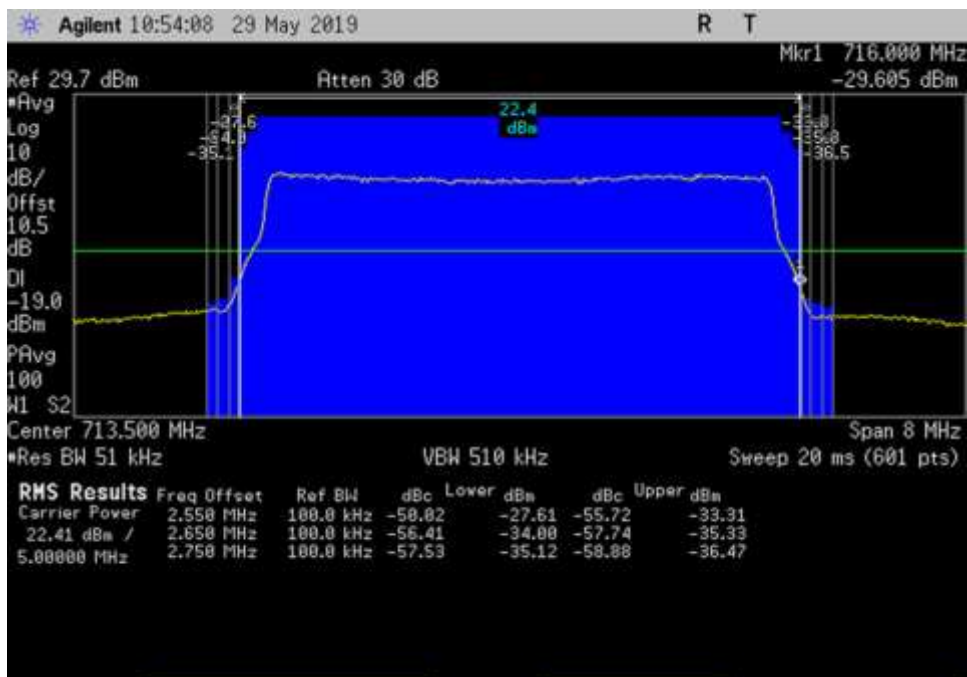 Agilent 10:54:08 29 May 2019 R T
Mkr1 716.000 MHz
Ref 29.7 dBm Atten 30 dB -29.605 dBm
#Avg
Log
10
dB/
Offst
10.5
dB
DI
-19.0
dBm
PAvg
100
W1 S2
22.4
dBm
-35.1
-36.5
Center 713.500 MHz Span 8 MHz
#Res BW 51 kHz VBW 510 kHz Sweep 20 ms (601 pts)
RMS Results Freq Offset Ref BW dBc Lower dBm dBc Upper dBm
Carrier Power 2.550 MHz 100.0 kHz -50.02 -27.61 -55.72 -33.31
22.41 dBm / 2.650 MHz 100.0 kHz -56.41 -34.00 -57.74 -35.33
5.00000 MHz 2.750 MHz 100.0 kHz -57.53 -35.12 -58.88 -36.47